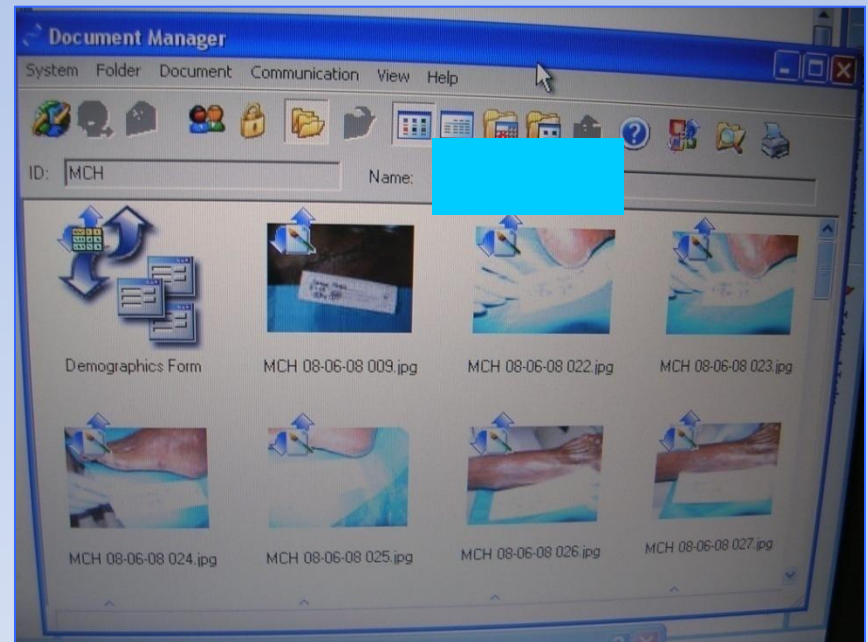 Document Manager
System Folder Document Communication View Help
ID: MCH Name:
Demographics Form MCH 08-06-08 009.jpg MCH 08-06-08 022.jpg MCH 08-06-08 023.jpg
MCH 08-06-08 024.jpg MCH 08-06-08 025.jpg MCH 08-06-08 026.jpg MCH 08-06-08 027.jpg